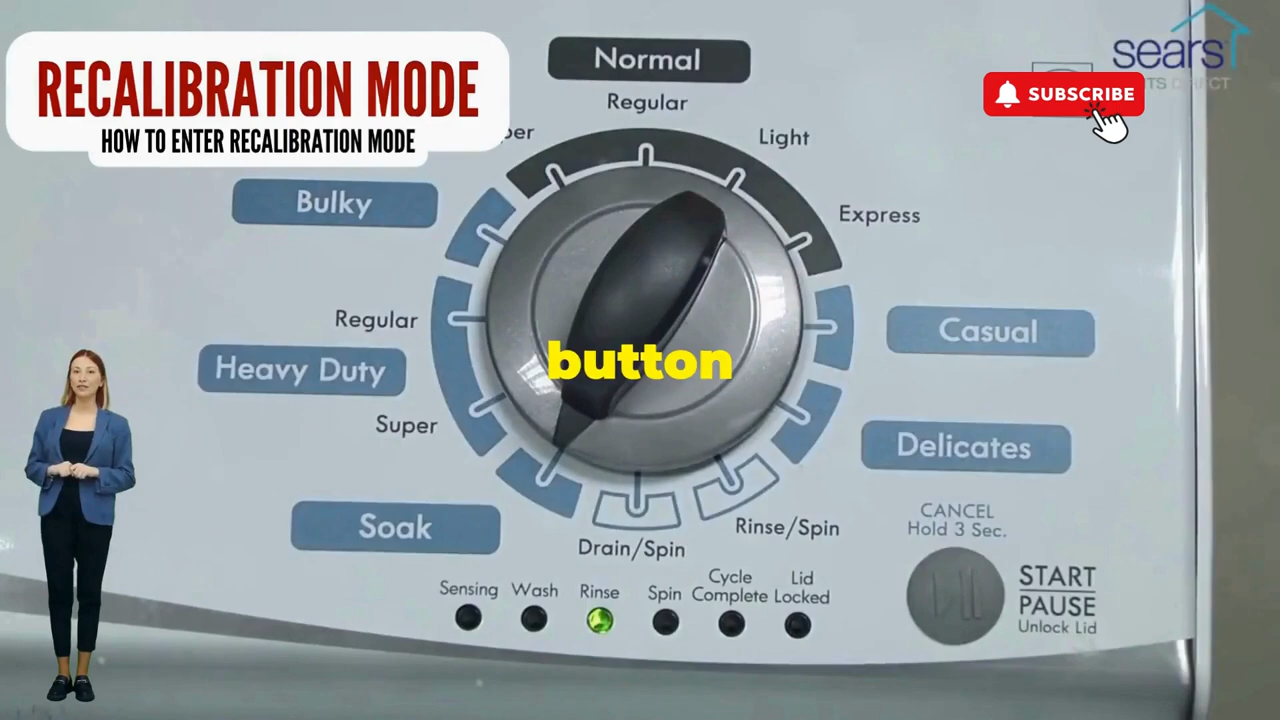 RECALIBRATION MODE
HOW TO ENTER RECALIBRATION MODE
sears
SUBSCRIBE
Normal
Regular
Light
Express
Bulky
Regular
Heavy Duty
Super
Casual
Delicates
button
Soak
Drain/Spin
Rinse/Spin
CANCEL
Hold 3 Sec.
START
PAUSE
Unlock Lid
Sensing
Wash
Rinse
Spin
Cycle
Complete
Lid
Locked